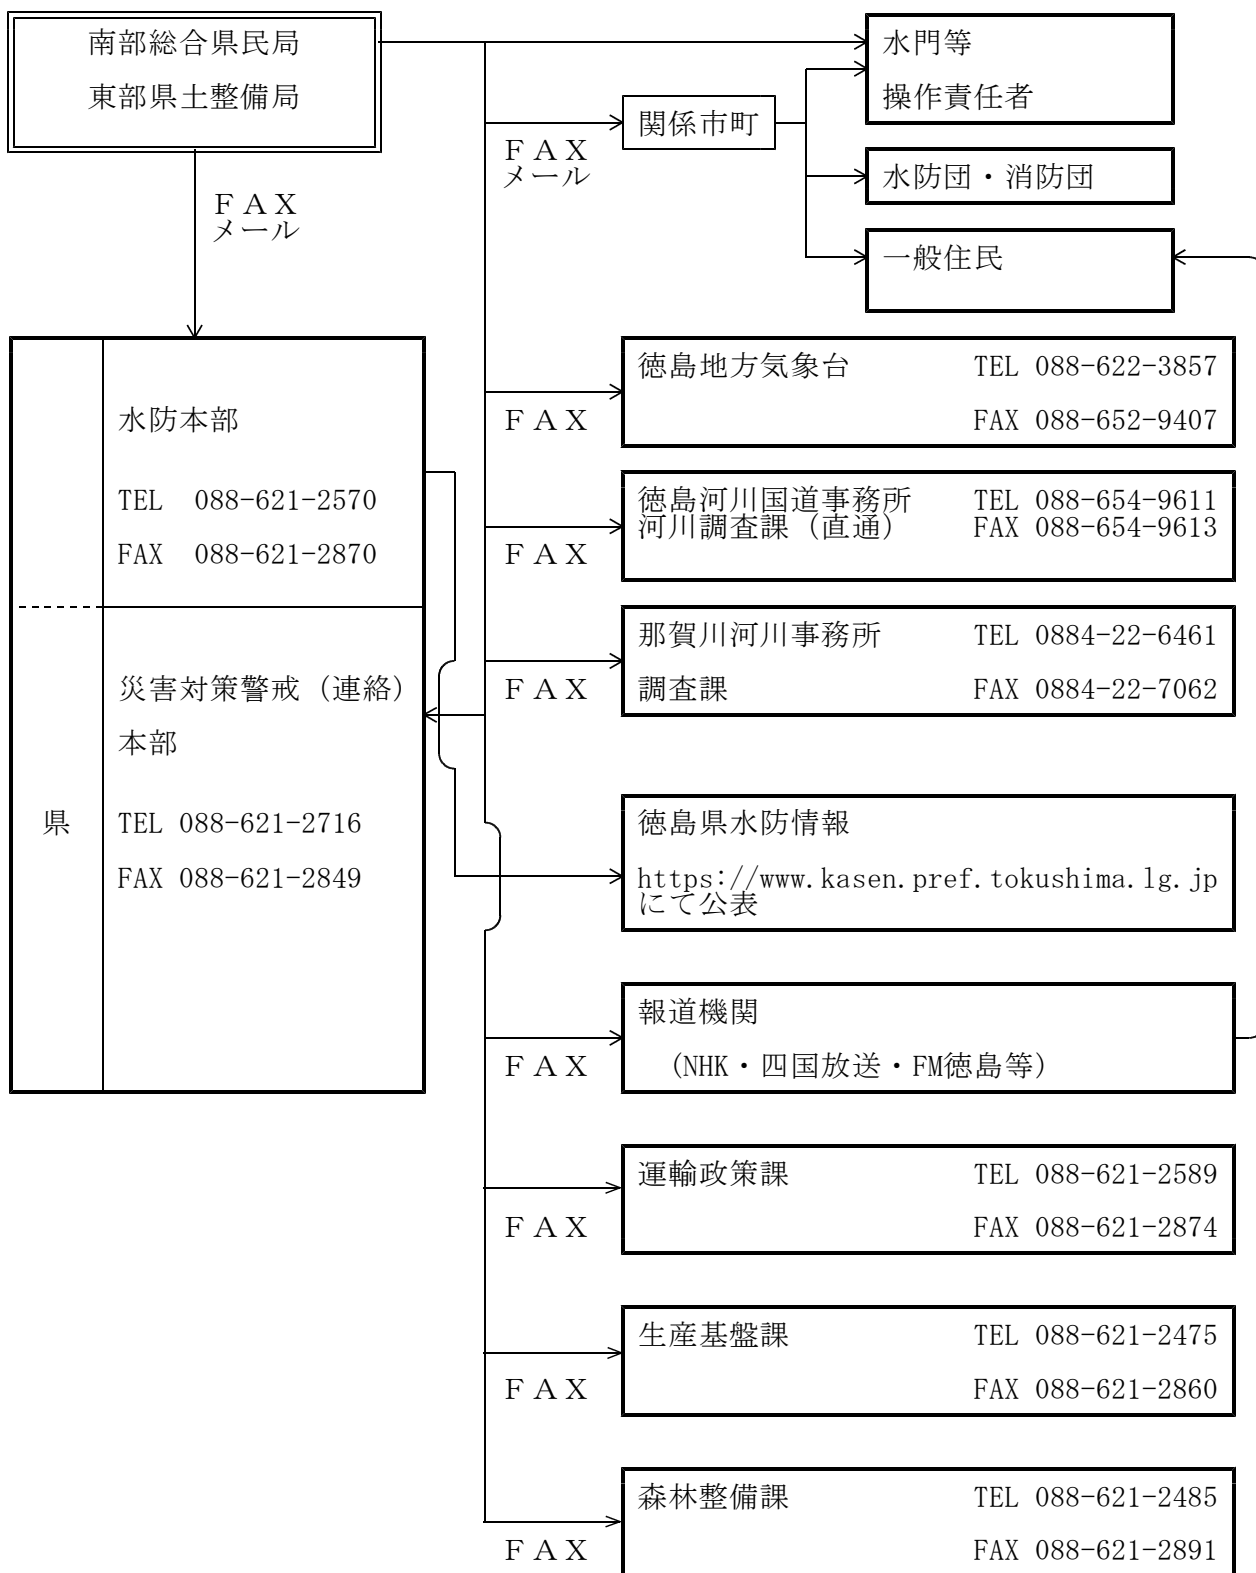 南部総合県民局
東部県土整備局
ＦＡＸ
メール
水門等
操作責任者
関係市町
ＦＡＸ
メール
水防団・消防団
一般住民
県
水防本部
TEL 088-621-2570
FAX 088-621-2870
災害対策警戒（連絡）
本部
TEL 088-621-2716
FAX 088-621-2849
徳島地方気象台 TEL 088-622-3857
FAX 088-652-9407
ＦＡＸ
徳島河川国道事務所 TEL 088-654-9611
河川調査課（直通） FAX 088-654-9613
ＦＡＸ
那賀川河川事務所 TEL 0884-22-6461
調査課 FAX 0884-22-7062
ＦＡＸ
徳島県水防情報
https://www.kasen.pref.tokushima.lg.jp
にて公表
報道機関
（NHK・四国放送・FM徳島等）
ＦＡＸ
運輸政策課 TEL 088-621-2589
FAX 088-621-2874
ＦＡＸ
生産基盤課 TEL 088-621-2475
FAX 088-621-2860
ＦＡＸ
森林整備課 TEL 088-621-2485
FAX 088-621-2891
ＦＡＸ